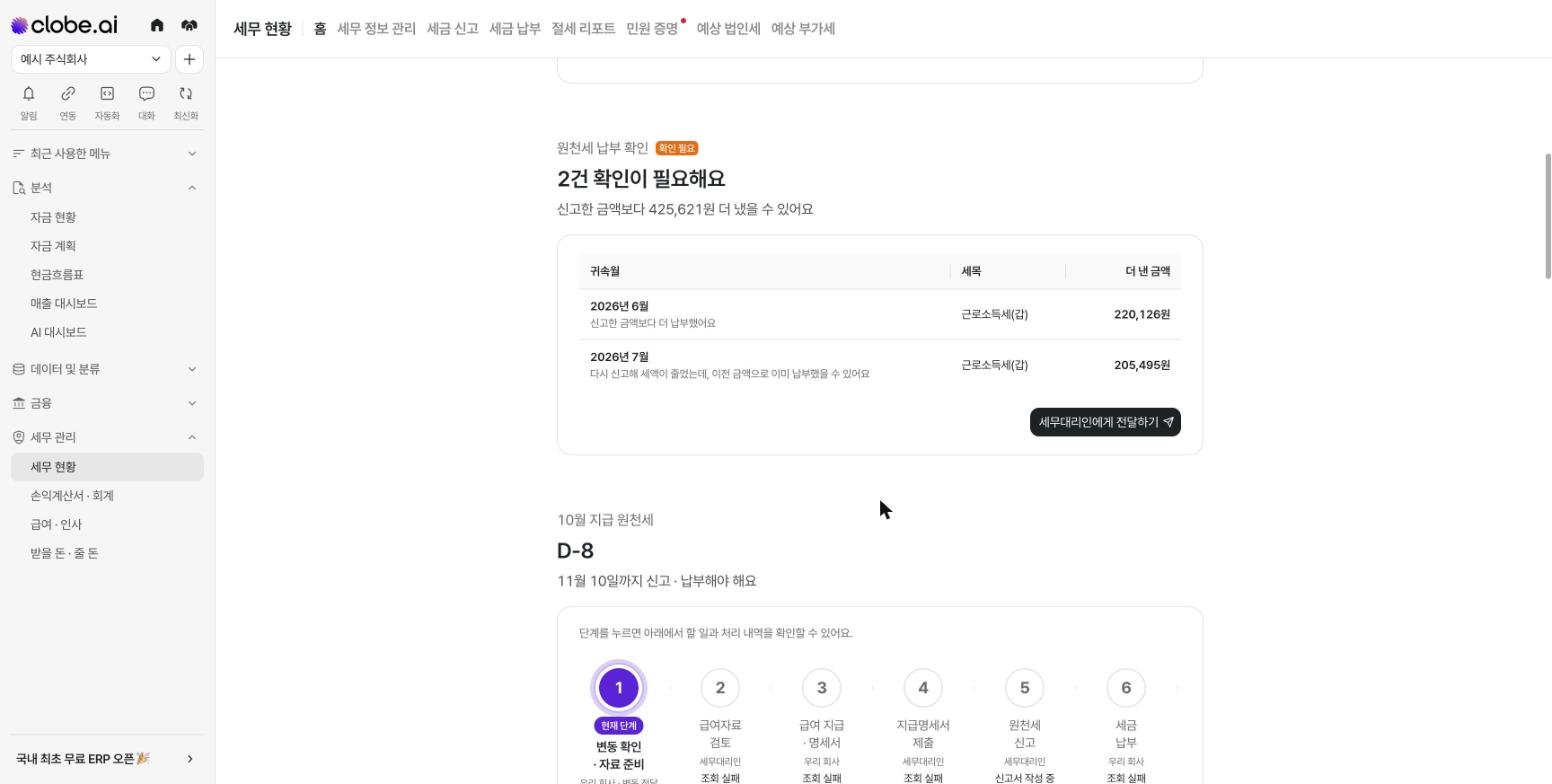 clobe.ai
예시 주식회사
알림
연동
자동화
대화
최신화
최근 사용한 메뉴
분석
자금 현황
자금 계획
현금흐름표
매출 대시보드
AI 대시보드
데이터 및 분류
금융
세무 관리
세무 현황
손익계산서 · 회계
급여 · 인사
받을 돈 · 줄 돈
국내 최초 무료 ERP 오픈🎉
세무 현황 홈 세무 정보 관리 세금 신고 세금 납부 절세 리포트 민원 증명 예상 법인세 예상 부가세
원천세 납부 확인 확인 필요
2건 확인이 필요해요
신고한 금액보다 425,621원 더 냈을 수 있어요
귀속월 세목 더 낸 금액
2026년 6월
신고한 금액보다 더 납부했어요
근로소득세(갑) 220,126원
2026년 7월
다시 신고해 세액이 줄었는데, 이전 금액으로 이미 납부했을 수 있어요
근로소득세(갑) 205,495원
세무대리인에게 전달하기
10월 지급 원천세
D-8
11월 10일까지 신고 · 납부해야 해요
단계를 누르면 아래에서 할 일과 처리 내역을 확인할 수 있어요.
1
현재 단계
변동 확인
· 자료 준비
우리 회사 · 변동 전달
2
급여자료
검토
세무대리인
조회 실패
3
급여 지급
· 명세서
우리 회사
조회 실패
4
지급명세서
제출
세무대리인
조회 실패
5
원천세
신고
세무대리인
신고서 작성 중
6
세금
납부
우리 회사
조회 실패